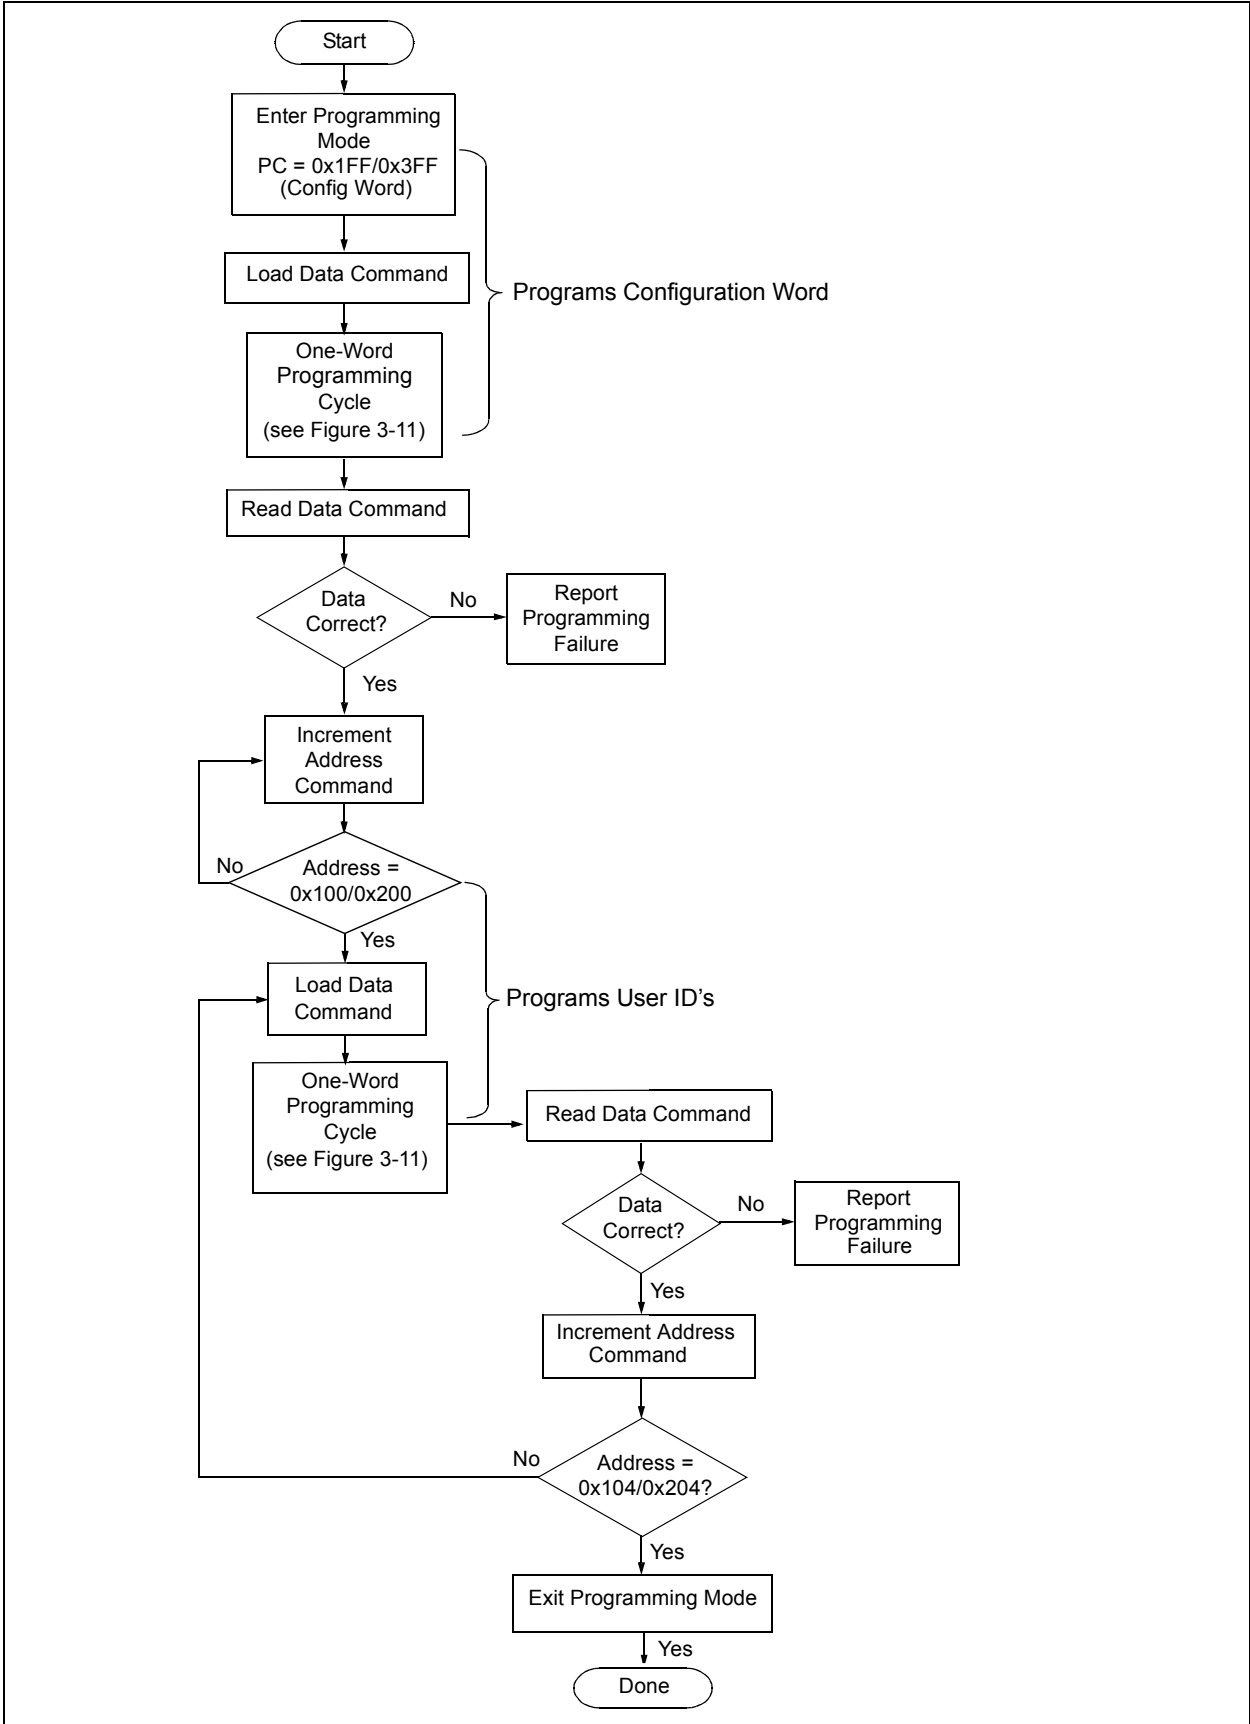 Start
Enter Programming
Mode
PC = 0x1FF/0x3FF
(Config Word)
Load Data Command
Programs Configuration Word
One-Word
Programming
Cycle
(see Figure 3-11)
Read Data Command
Data
Correct?
No
Report
Programming
Failure
Yes
Increment
Address
Command
No
Address =
0x100/0x200
Yes
Load Data
Command
Programs User ID's
One-Word
Programming
Cycle
(see Figure 3-11)
Read Data Command
Data
Correct?
No
Report
Programming
Failure
Yes
Increment Address
Command
No
Address =
0x104/0x204?
Yes
Exit Programming Mode
Yes
Done